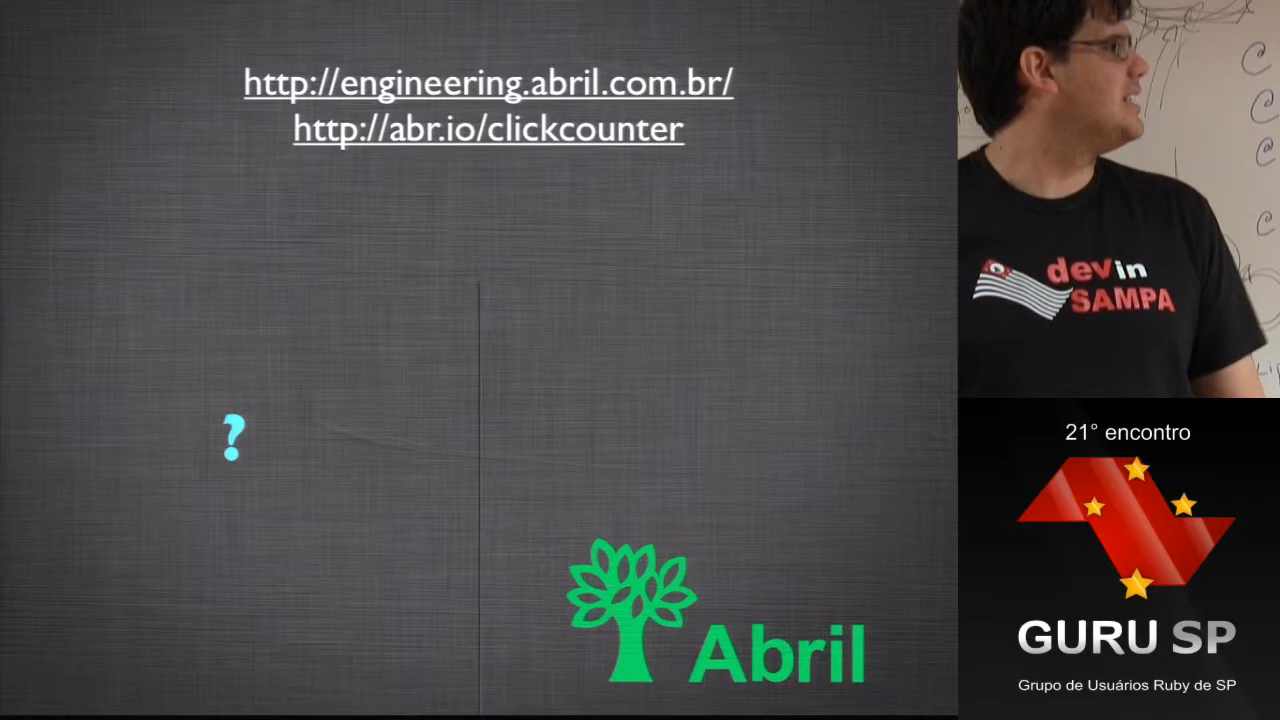 http://engineering.abril.com.br/
http://abr.io/clickcounter
?
Abril
dev in
SAMPA
21° encontro
GURU SP
Grupo de Usuários Ruby de SP